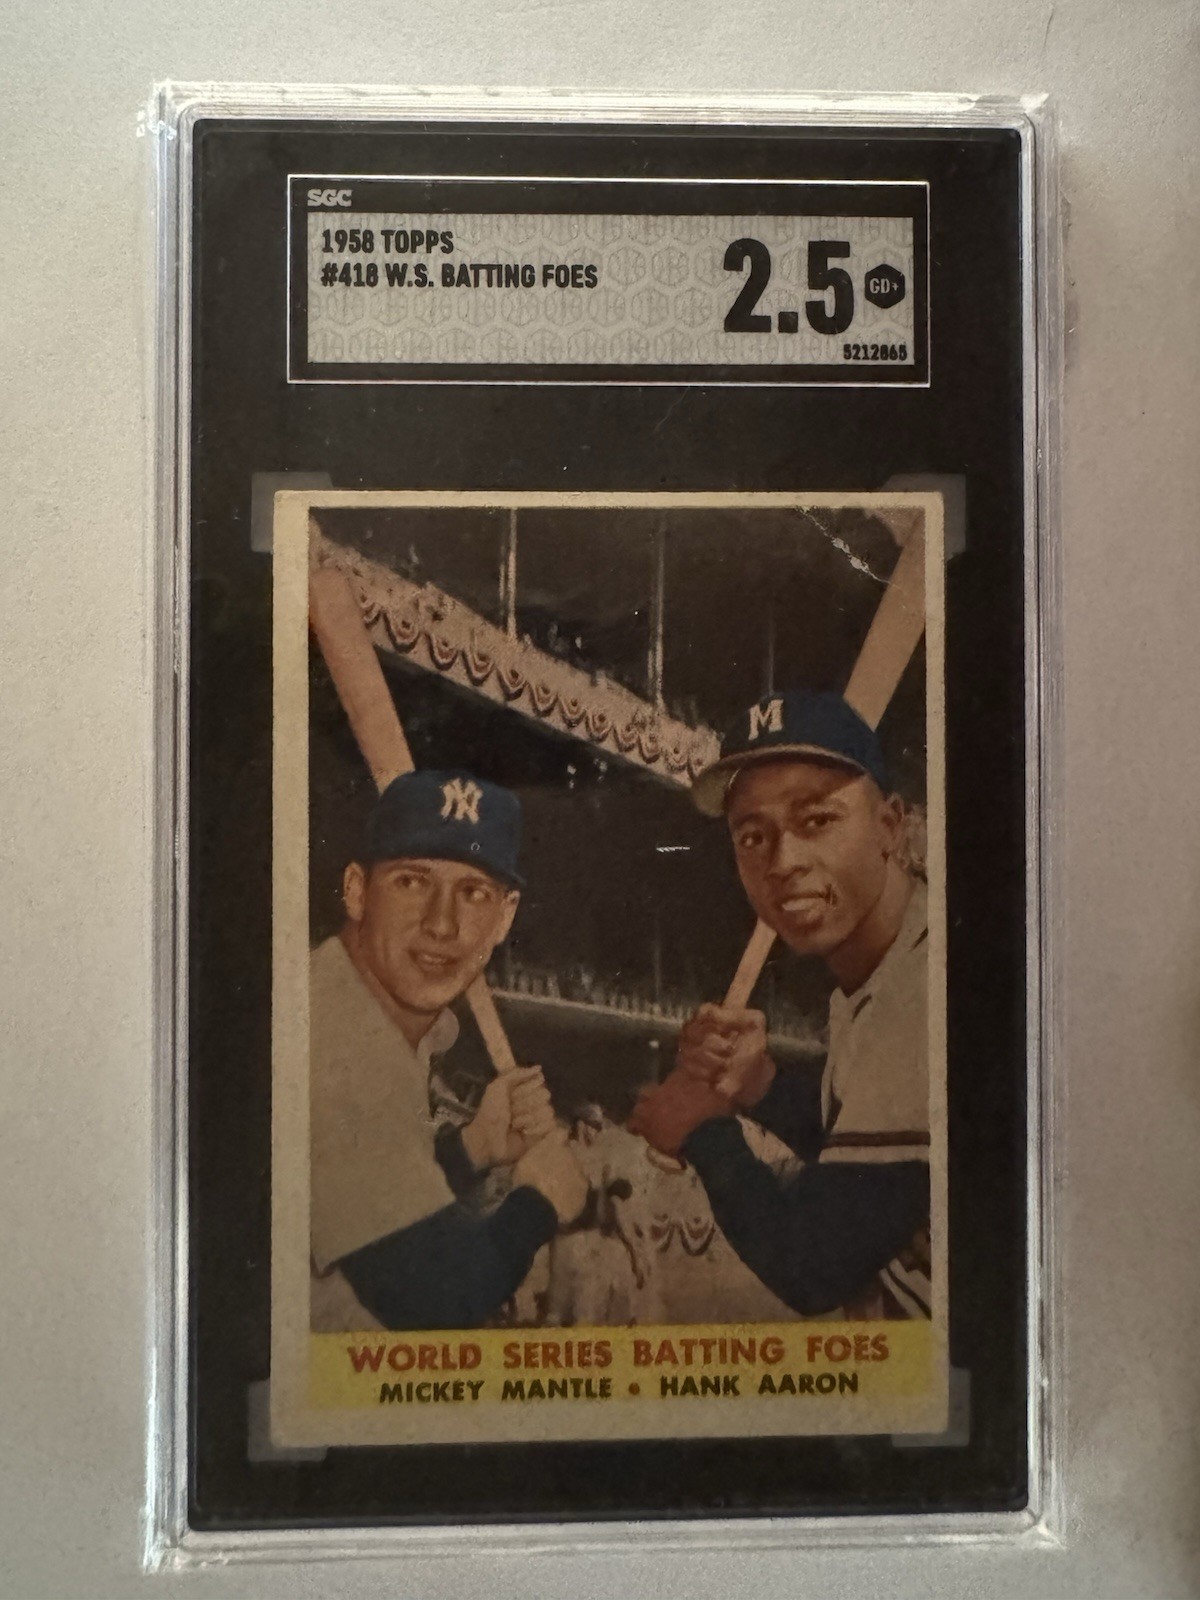 SGC
1958 TOPPS
#418 W.S. BATTING FOES
2.5 GD+
5212865
M
NY
WORLD SERIES BATTING FOES
MICKEY MANTLE • HANK AARON